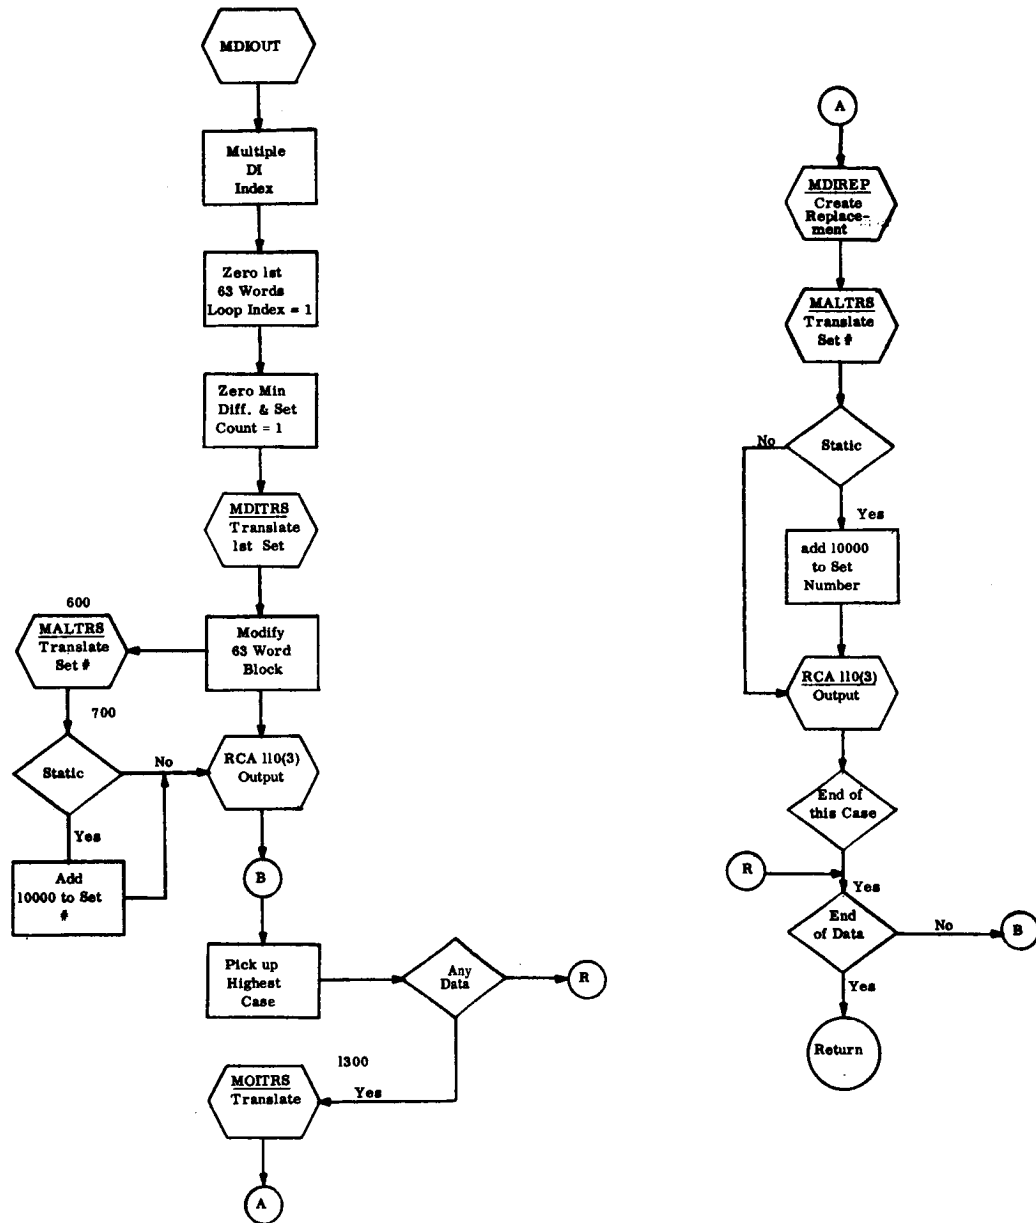 MDIOUT
Multiple
DI
Index
Zero 1st
63 Words
Loop Index = 1
Zero Min
Diff. & Set
Count = 1
MDITRS
Translate
1st Set
600
MALTRS
Translate
Set #
Modify
63 Word
Block
700
Static
No
RCA 110(3)
Output
Yes
Add
10000 to Set
#
B
Pick up
Highest
Case
Any
Data
R
1300
MOITRS
Translate
Yes
A
A
MDIREP
Create
Replace-
ment
MALTRS
Translate
Set #
No
Static
Yes
add 10000
to Set
Number
RCA 110(3)
Output
End of
this Case
R
Yes
End
of Data
No
B
Yes
Return